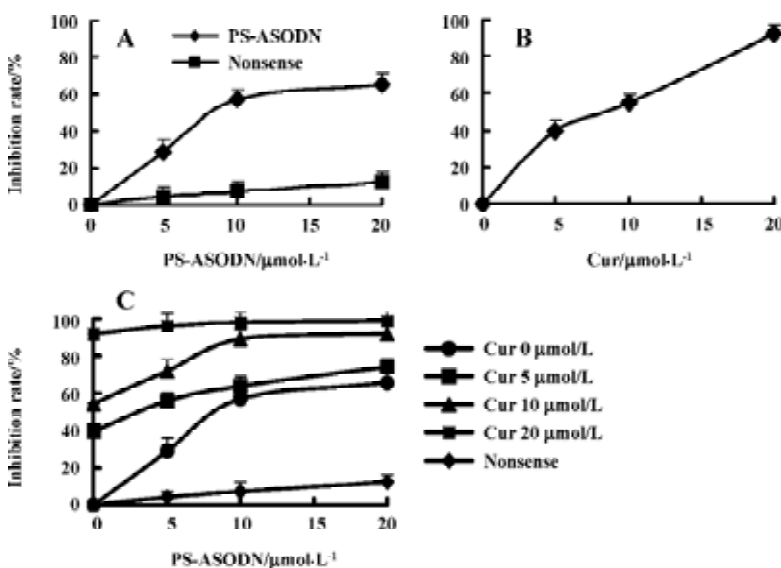 A
PS-ASODN
Nonsense
Inhibition rate/%
100
80
60
40
20
0
0 5 10 15 20
PS-ASODN/μmol·L⁻¹
B
100
80
60
40
20
0
0 5 10 15 20
Cur/μmol·L⁻¹
C
Inhibition rate/%
100
80
60
40
20
0
0 5 10 15 20
PS-ASODN/μmol·L⁻¹
Cur 0 μmol/L
Cur 5 μmol/L
Cur 10 μmol/L
Cur 20 μmol/L
Nonsense